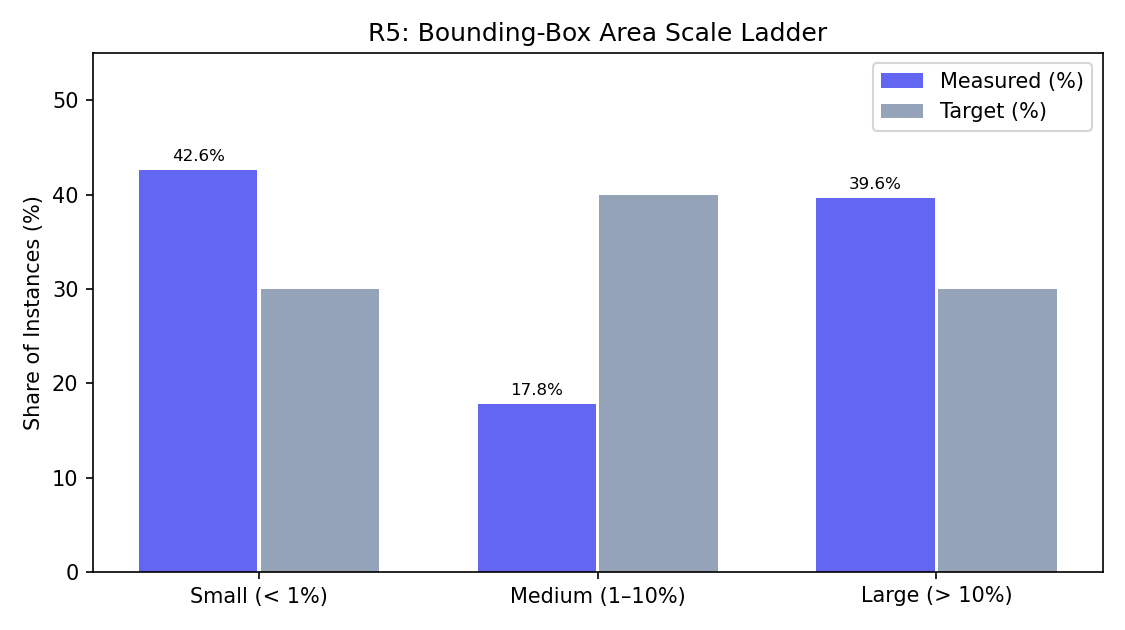 R5: Bounding-Box Area Scale Ladder
Measured (%)
Target (%)
Share of Instances (%)
50
40
30
20
10
0
42.6%
17.8%
39.6%
Small (< 1%)
Medium (1–10%)
Large (> 10%)